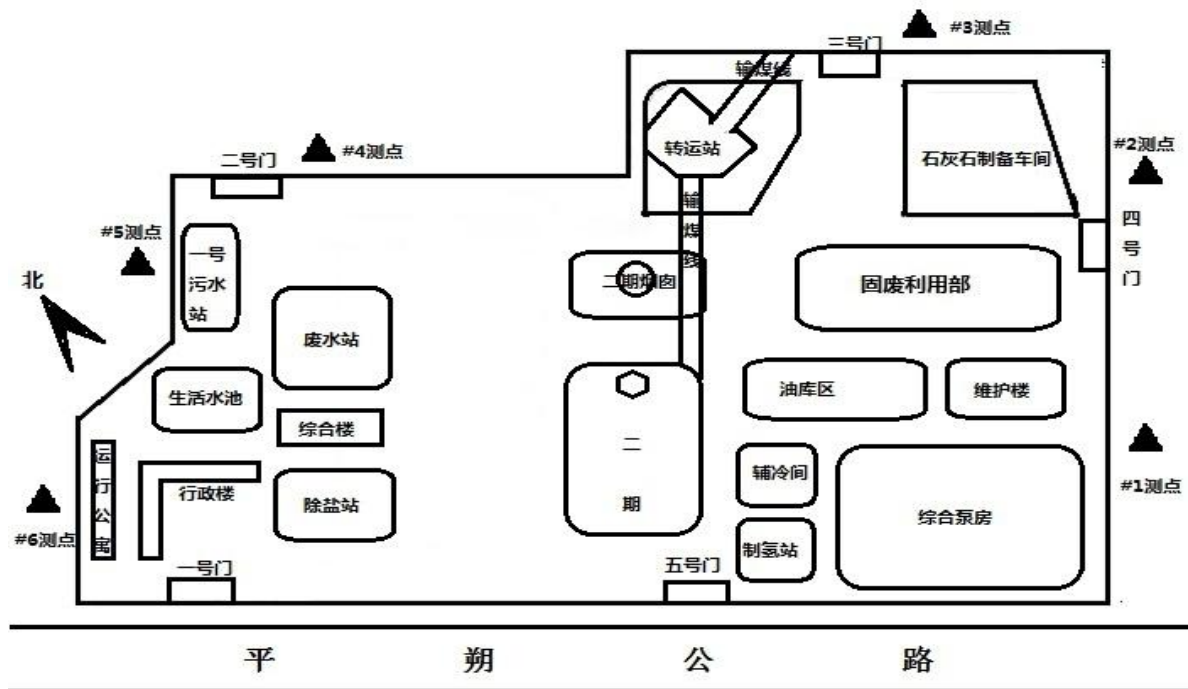 #3测点
三号门
输煤线
#4测点
二号门
转运站
石灰石制备车间
#2测点
输煤线
四号门
#5测点
一号
污水
站
北
二期烟囱
固废利用部
废水站
生活水池
油库区
维护楼
综合楼
二期
运行公寓
行政楼
除盐站
辅冷间
综合泵房
#1测点
#6测点
制氢站
一号门
五号门
平朔公路